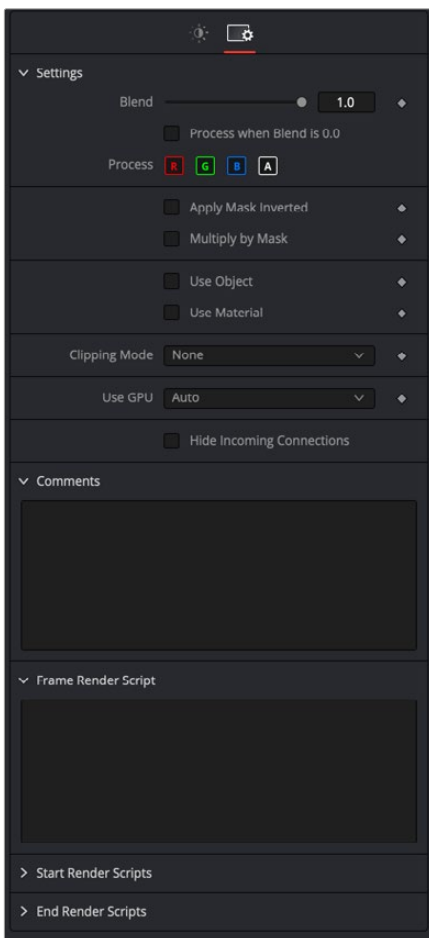 Settings
Blend 1.0
Process when Blend is 0.0
Process R G B A
Apply Mask Inverted
Multiply by Mask
Use Object
Use Material
Clipping Mode None
Use GPU Auto
Hide Incoming Connections
Comments
Frame Render Script
Start Render Scripts
End Render Scripts